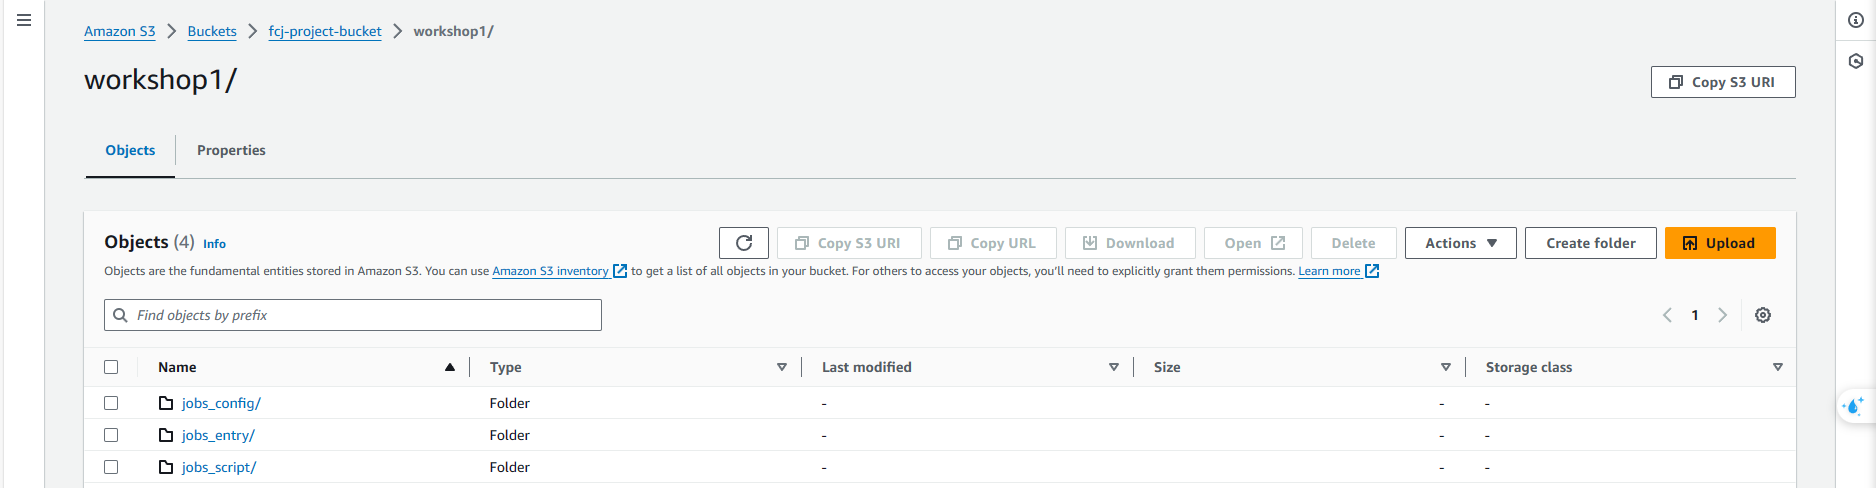 Amazon S3 > Buckets > fcj-project-bucket > workshop1/
workshop1/
Copy S3 URI
Objects Properties
Objects (4) Info
Copy S3 URI Copy URL Download Open Delete Actions Create folder Upload
Objects are the fundamental entities stored in Amazon S3. You can use Amazon S3 inventory to get a list of all objects in your bucket. For others to access your objects, you'll need to explicitly grant them permissions. Learn more
Find objects by prefix
1
Name Type Last modified Size Storage class
jobs_config/ Folder - - -
jobs_entry/ Folder - - -
jobs_script/ Folder - - -